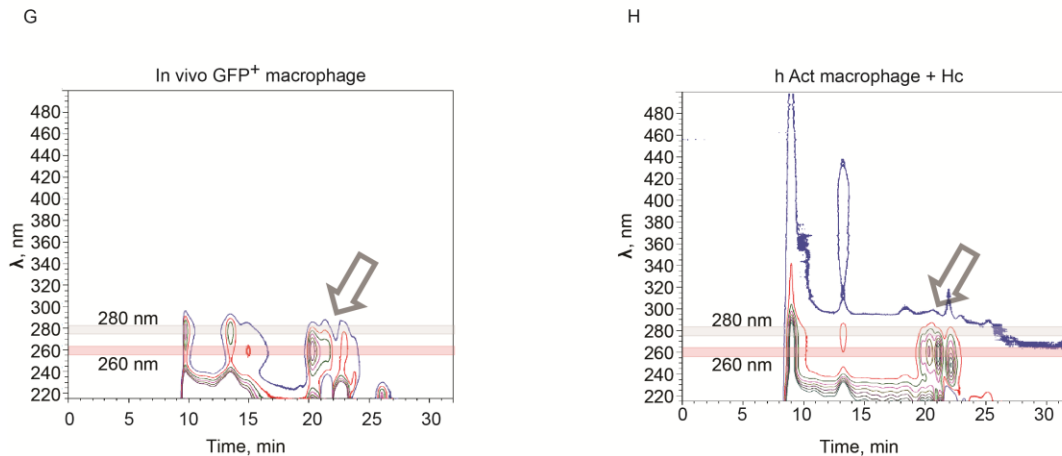 G
In vivo GFP+ macrophage
480
460
440
420
400
380
360
340
320
300
280
260
240
220
λ, nm
280 nm
260 nm
0 5 10 15 20 25 30
Time, min
H
h Act macrophage + Hc
480
460
440
420
400
380
360
340
320
300
280
260
240
220
λ, nm
280 nm
260 nm
0 5 10 15 20 25 30
Time, min